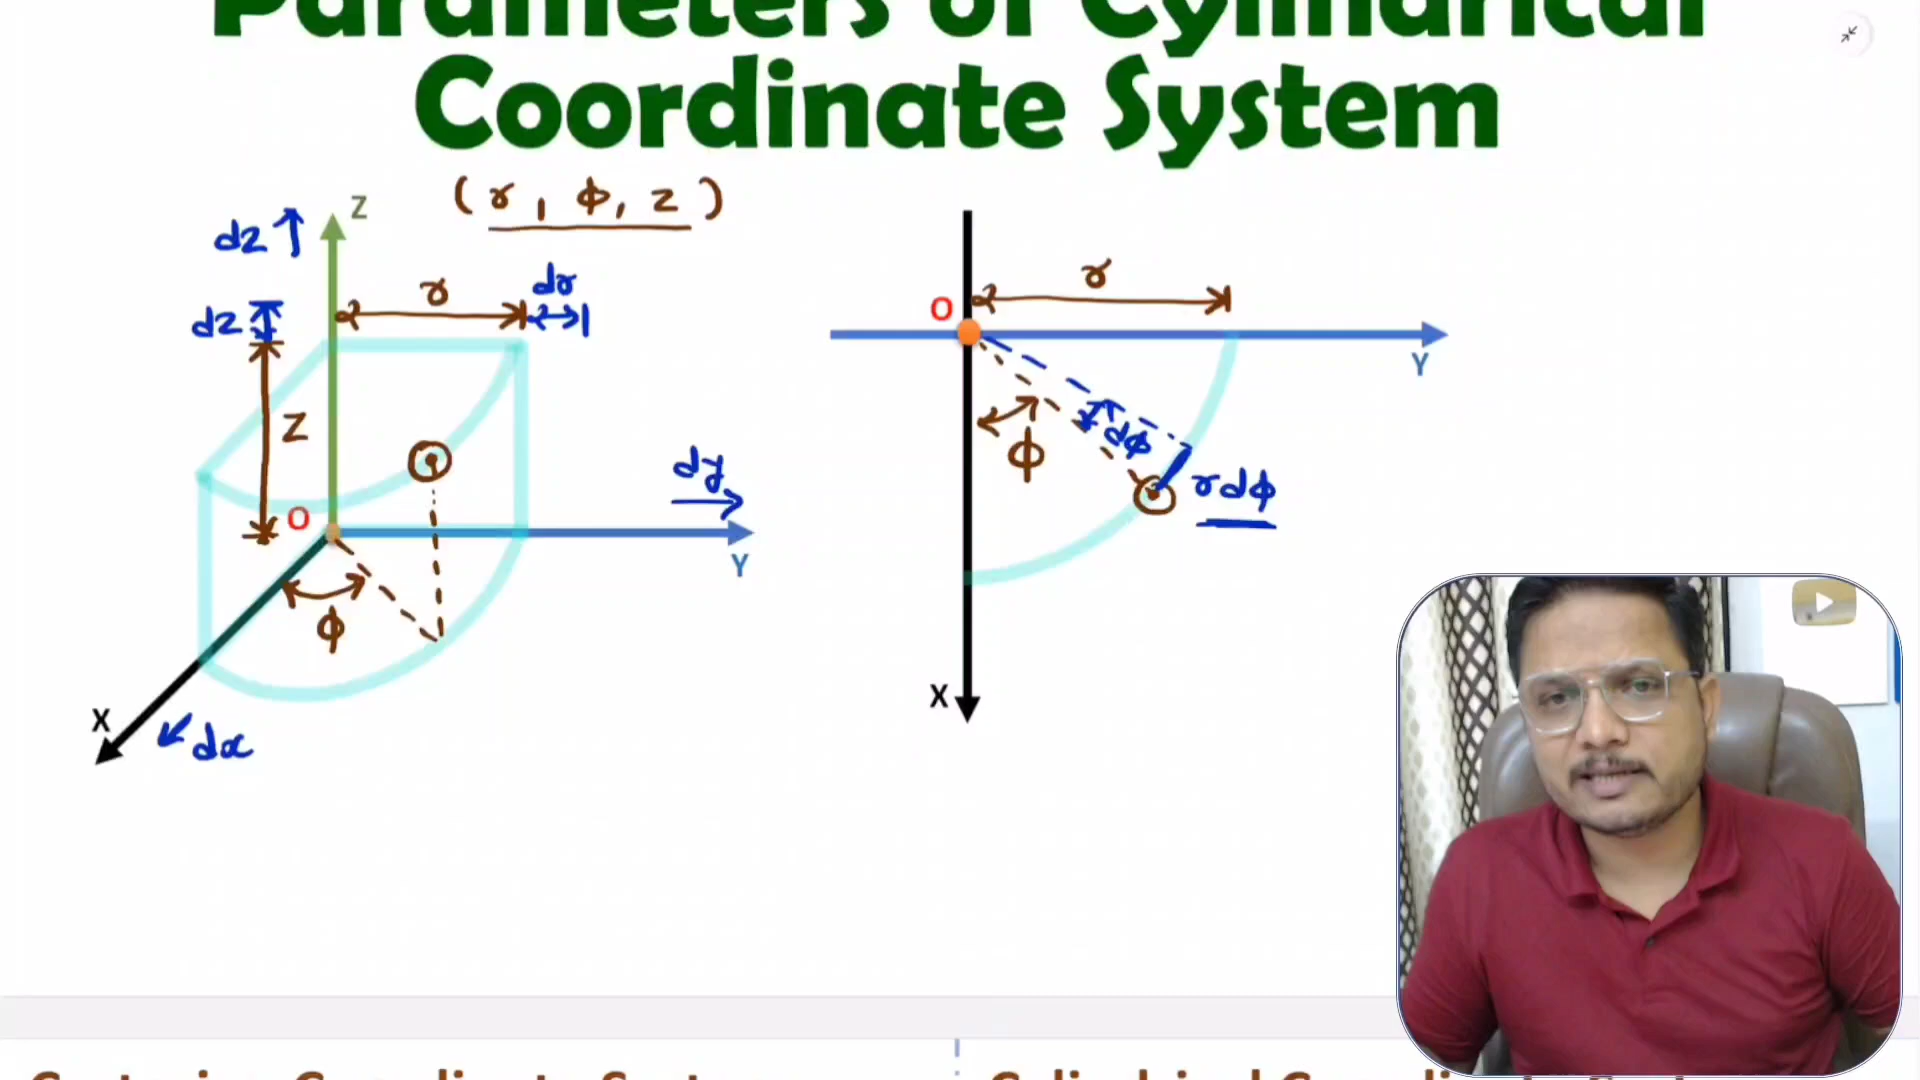 Parameters of Cylindrical
Coordinate System
(r, ϕ, z)
Z
dz
r
dr
dz
Z
O
dy
Y
ϕ
X
dx
r
O
Y
dϕ
ϕ
rdϕ
X